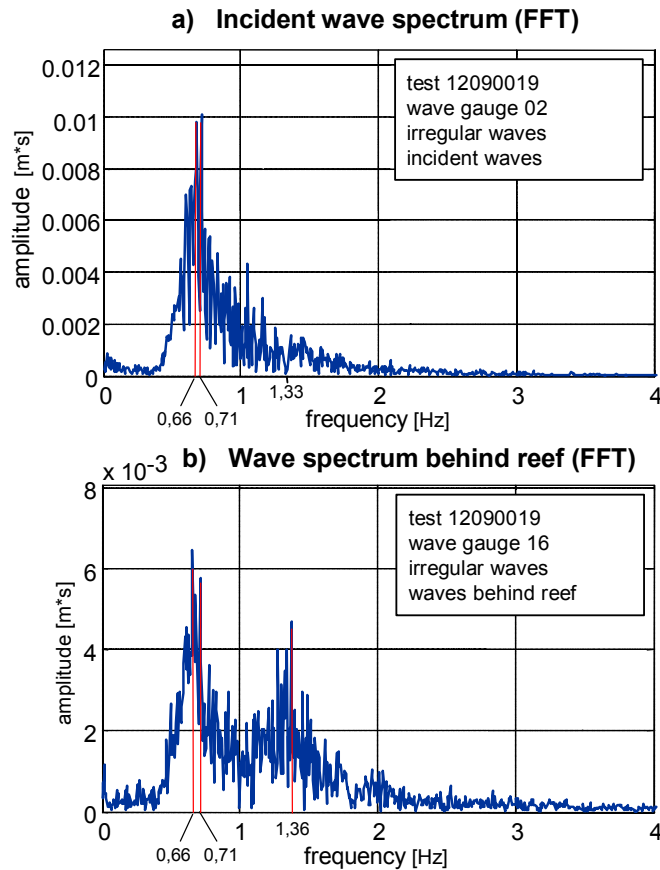 a) Incident wave spectrum (FFT)
0.012
0.01
0.008
0.006
0.004
0.002
0
amplitude [m*s]
test 12090019
wave gauge 02
irregular waves
incident waves
0 1 2 3 4
0,66 0,71 1,33
frequency [Hz]
b) Wave spectrum behind reef (FFT)
x 10-3
8
6
4
2
0
amplitude [m*s]
test 12090019
wave gauge 16
irregular waves
waves behind reef
0 1 2 3 4
0,66 0,71 1,36
frequency [Hz]